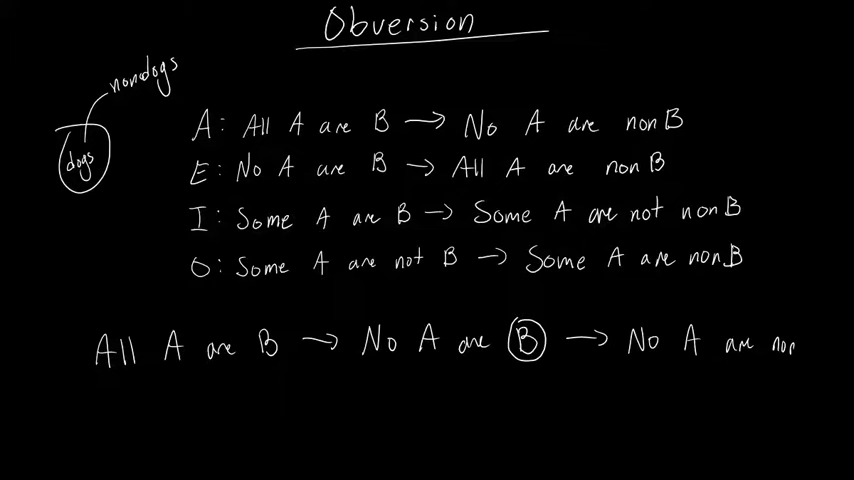 Obversion
nondogs
dogs
A: All A are B → No A are nonB
E: No A are B → All A are nonB
I: Some A are B → Some A are not nonB
O: Some A are not B → Some A are nonB
All A are B → No A are B → No A are non